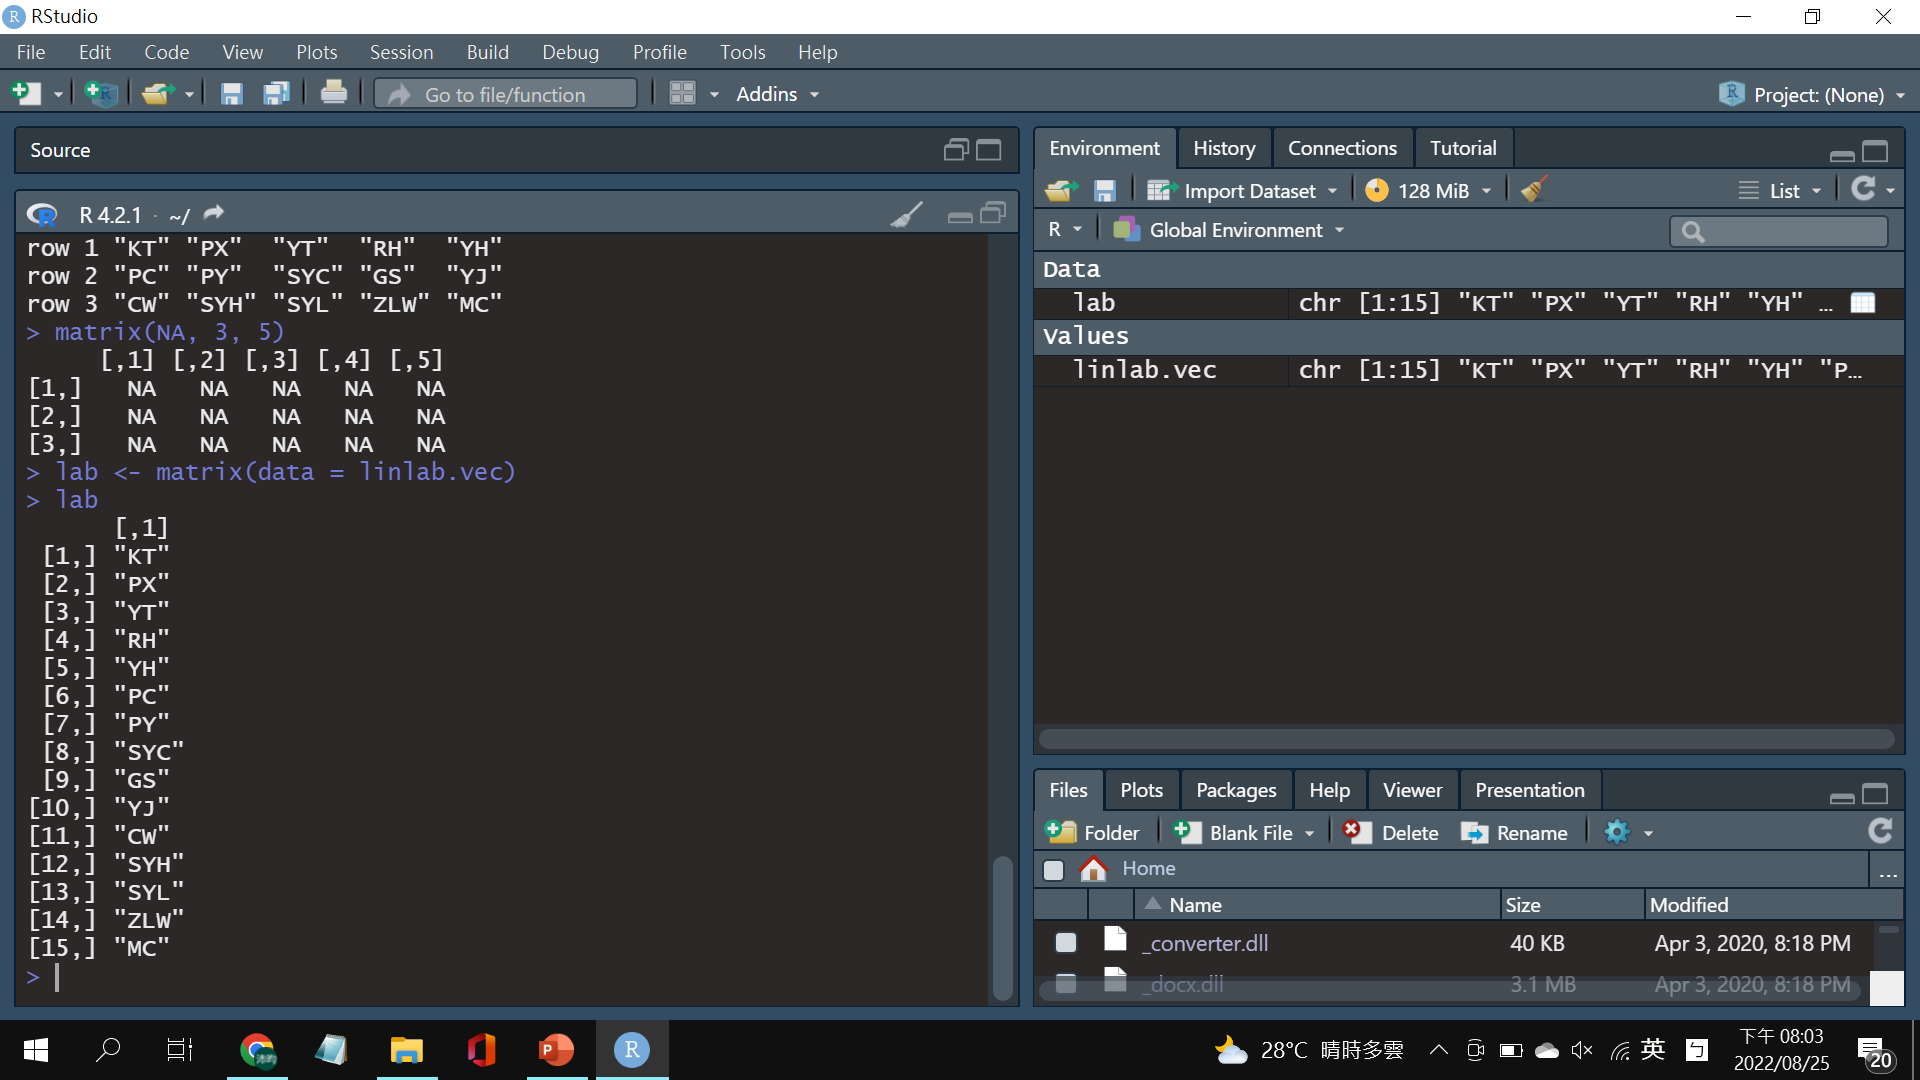 RStudio
File Edit Code View Plots Session Build Debug Profile Tools Help
Go to file/function Addins Project: (None)
Source
R 4.2.1 · ~/
row 1 "KT" "PX"  "YT"  "RH"  "YH"
row 2 "PC" "PY"  "SYC" "GS"  "YJ"
row 3 "CW" "SYH" "SYL" "ZLW" "MC"
> matrix(NA, 3, 5)
[,1] [,2] [,3] [,4] [,5]
[1,] NA NA NA NA NA
[2,] NA NA NA NA NA
[3,] NA NA NA NA NA
> lab <- matrix(data = linlab.vec)
> lab
[,1]
[1,] "KT"
[2,] "PX"
[3,] "YT"
[4,] "RH"
[5,] "YH"
[6,] "PC"
[7,] "PY"
[8,] "SYC"
[9,] "GS"
[10,] "YJ"
[11,] "CW"
[12,] "SYH"
[13,] "SYL"
[14,] "ZLW"
[15,] "MC"
>
Environment History Connections Tutorial
Import Dataset 128 MiB List
R Global Environment
Data
lab chr [1:15] "KT" "PX" "YT" "RH" "YH" ...
Values
linlab.vec chr [1:15] "KT" "PX" "YT" "RH" "YH" "P…
Files Plots Packages Help Viewer Presentation
Folder Blank File Delete Rename
Home ...
Name Size Modified
_converter.dll 40 KB Apr 3, 2020, 8:18 PM
_docx.dll 3.1 MB Apr 3, 2020, 8:18 PM
28°C 晴時多雲 英 ㄅ 下午 08:03
2022/08/25 20